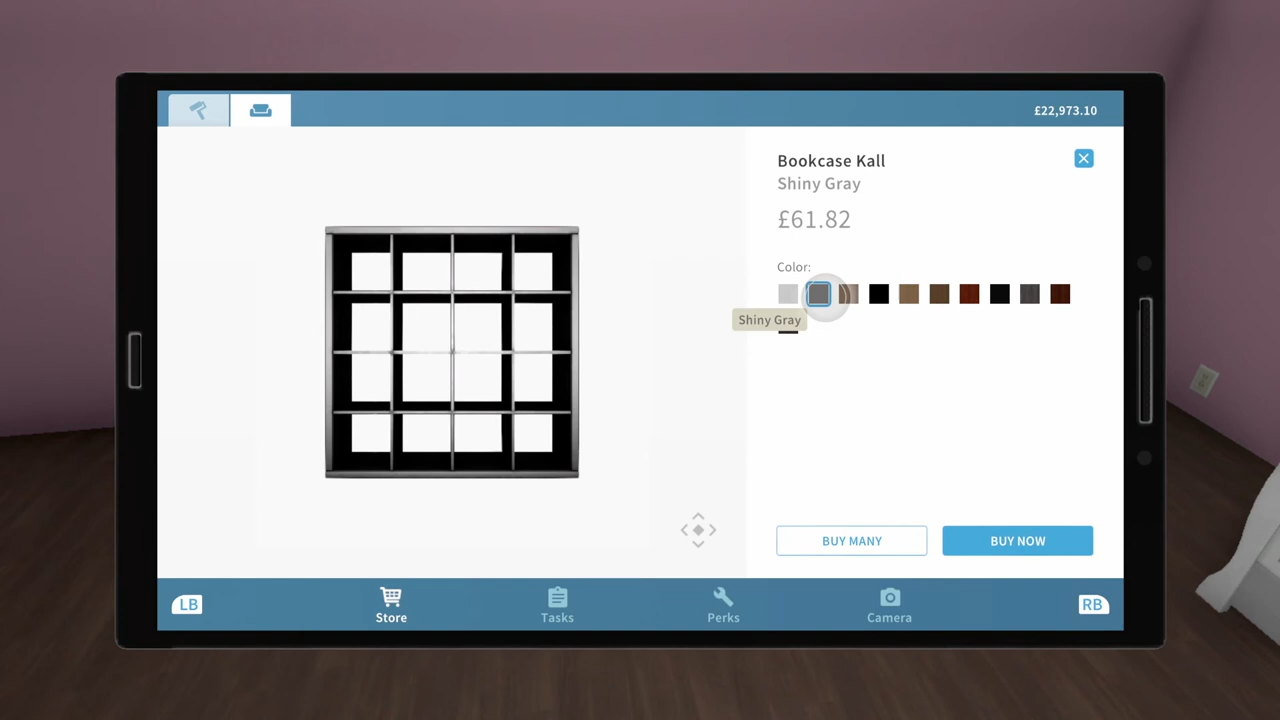 £22,973.10
Bookcase Kall
Shiny Gray
£61.82
Color:
Shiny Gray
BUY MANY
BUY NOW
LB
Store
Tasks
Perks
Camera
RB